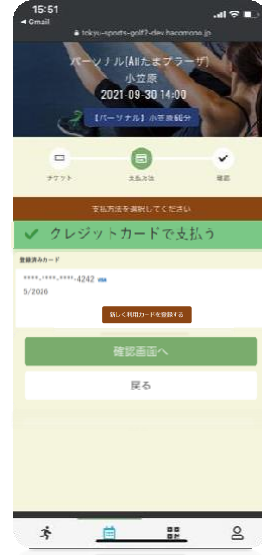 15:51
◀ Gmail
tokyu-sports-golf7-dev.hacomono.jp
パーソナル[Allたまプラーザ]
小笠原
2021-09-30 14:00
【パーソナル】小笠原60分
チケット
支払方法
確認
支払方法を選択してください
クレジットカードで支払う
登録済みカード
****-****-****-4242 VISA
5/2026
新しく利用カードを登録する
確認画面へ
戻る